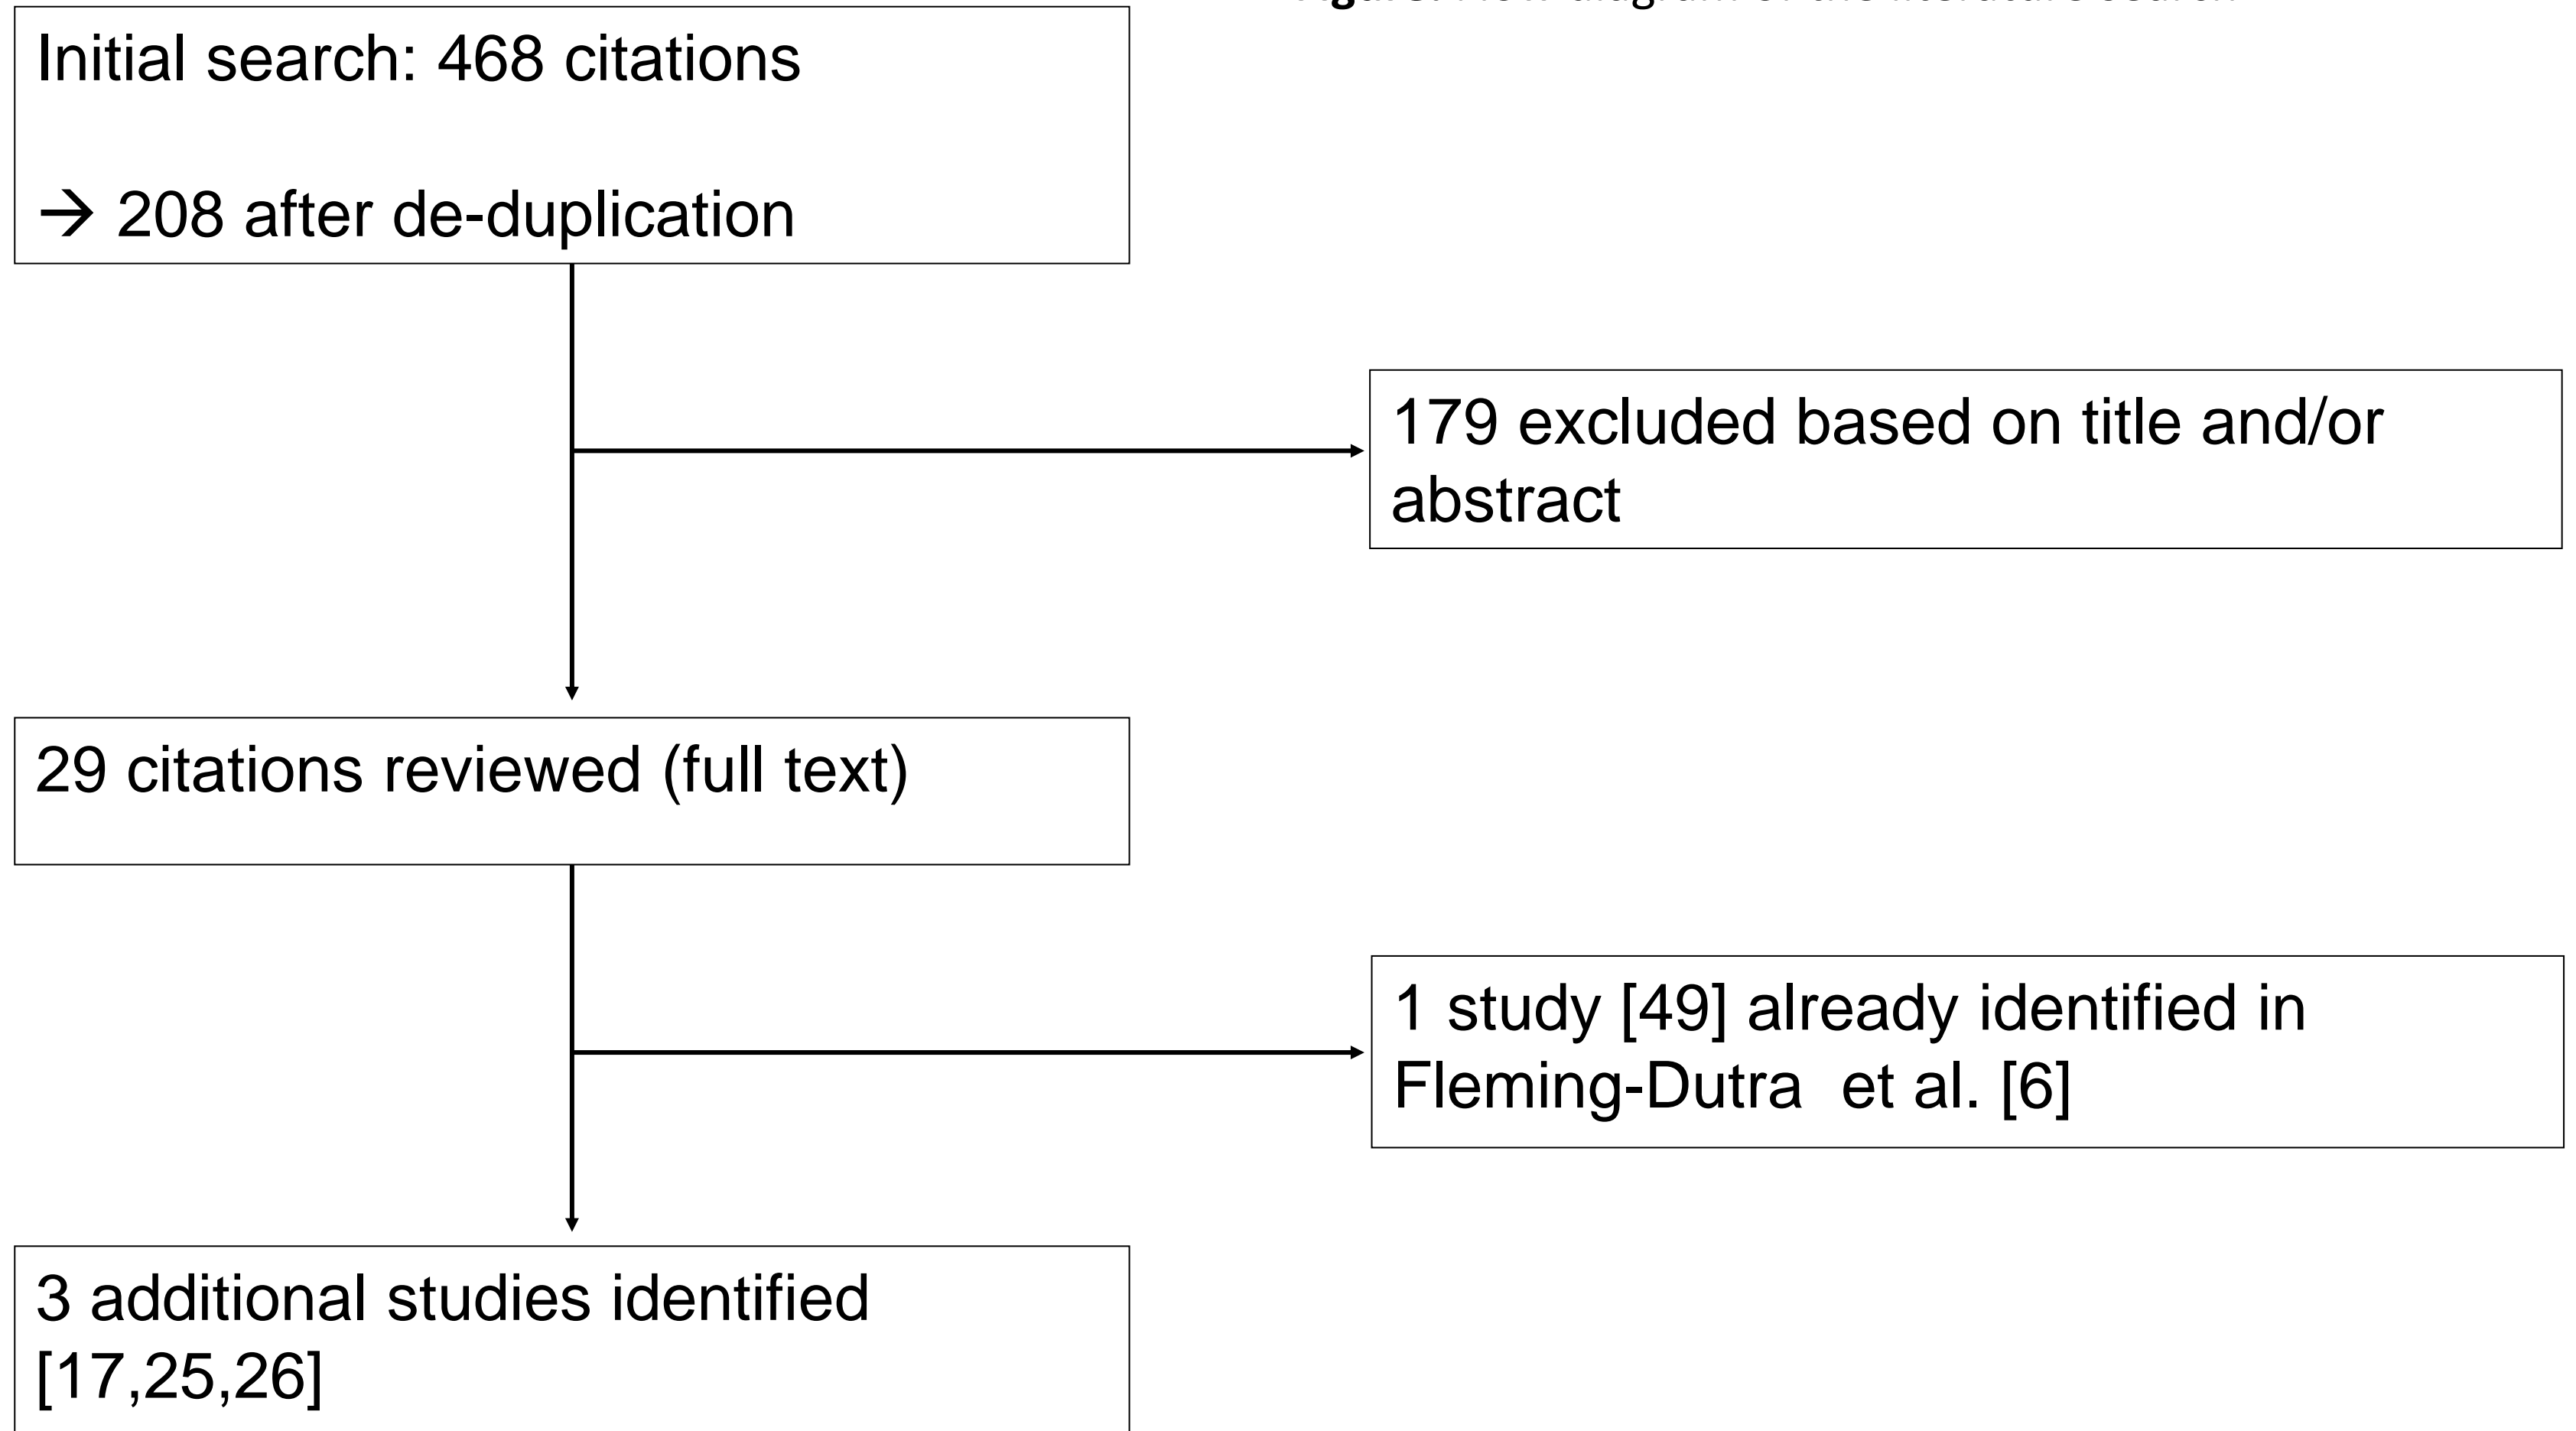 Initial search: 468 citations
→ 208 after de-duplication
179 excluded based on title and/or
abstract
29 citations reviewed (full text)
1 study [49] already identified in
Fleming-Dutra et al. [6]
3 additional studies identified
[17,25,26]